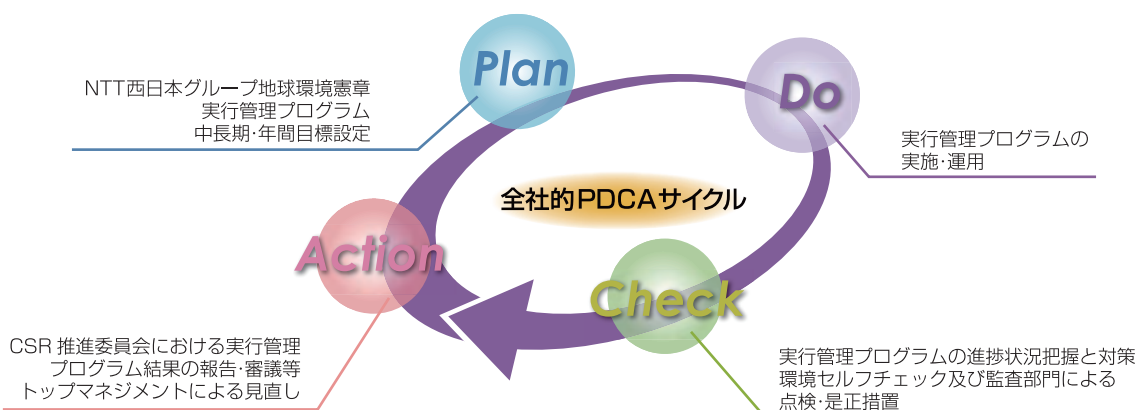 Plan
NTT西日本グループ地球環境憲章
実行管理プログラム
中長期・年間目標設定
Do
実行管理プログラムの
実施・運用
全社的PDCAサイクル
Check
実行管理プログラムの進捗状況把握と対策
環境セルフチェック及び監査部門による
点検・是正措置
Action
CSR推進委員会における実行管理
プログラム結果の報告・審議等
トップマネジメントによる見直し